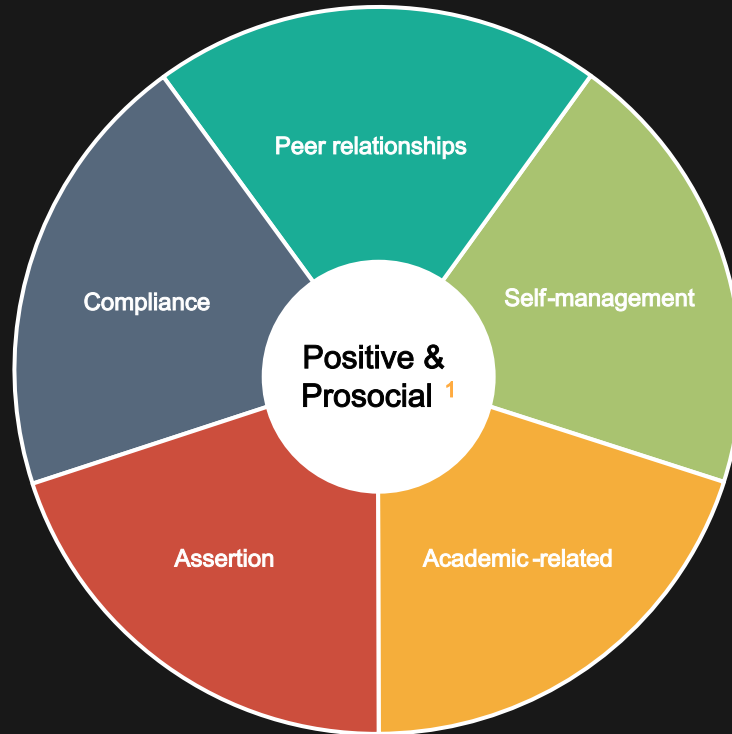 Peer relationships
Self-management
Compliance
Positive &
Prosocial 1
Assertion
Academic-related